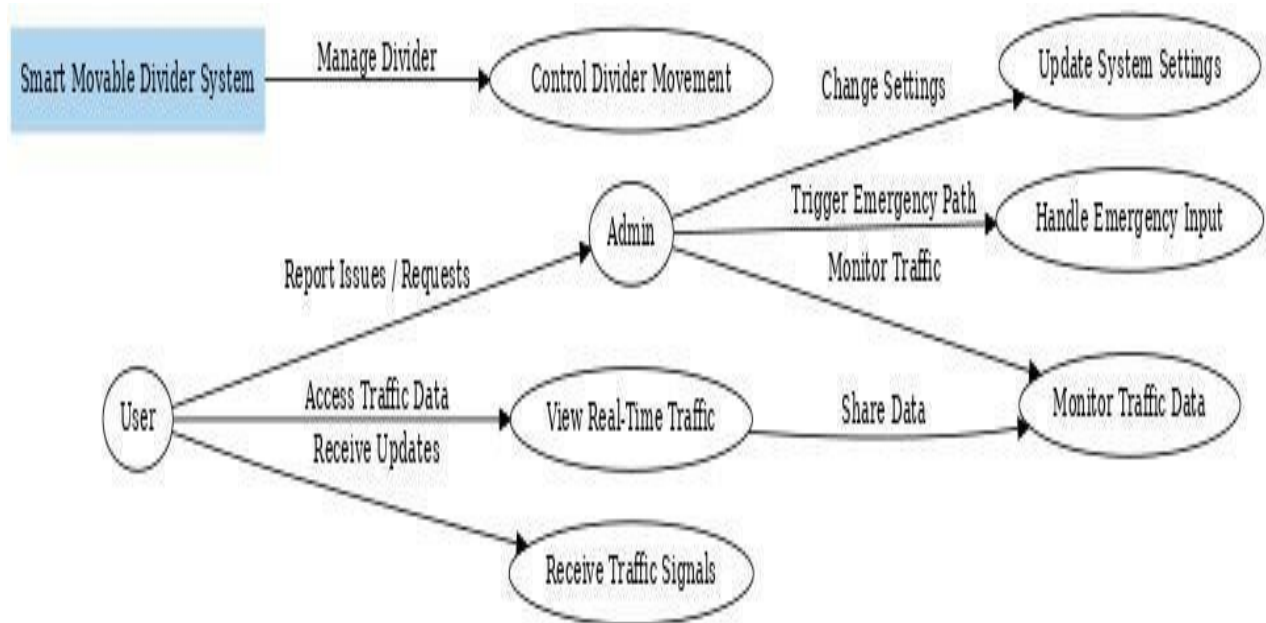 Smart Movable Divider System
Manage Divider
Control Divider Movement
Change Settings
Update System Settings
Admin
Trigger Emergency Path
Handle Emergency Input
Monitor Traffic
Report Issues / Requests
User
Access Traffic Data
View Real-Time Traffic
Share Data
Monitor Traffic Data
Receive Updates
Receive Traffic Signals